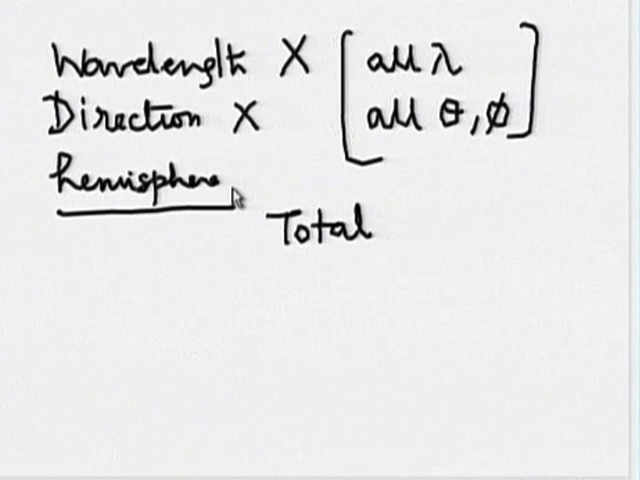 Wavelength X [all λ
Direction X all θ, φ]
hemisphere
Total